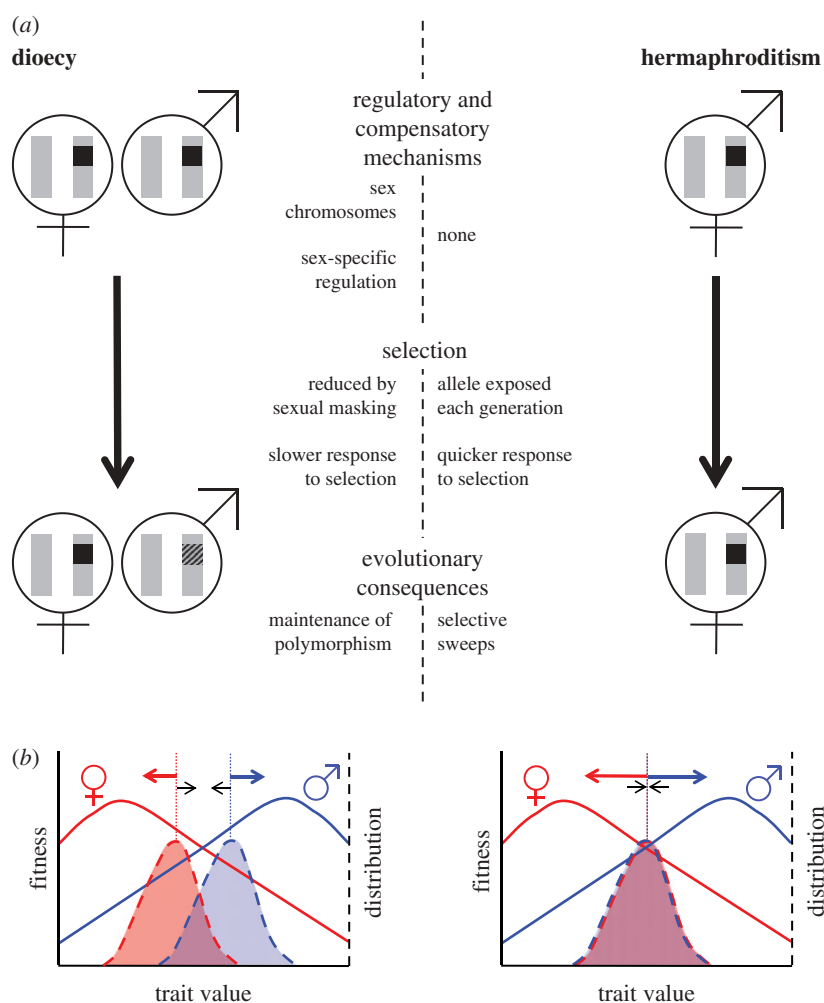 (a)
dioecy
hermaphroditism
regulatory and
compensatory
mechanisms
sex
chromosomes
sex-specific
regulation
none
selection
reduced by
sexual masking
allele exposed
each generation
slower response
to selection
quicker response
to selection
evolutionary
consequences
maintenance of
polymorphism
selective
sweeps
(b)
♀
♂
fitness
distribution
trait value
♀
♂
fitness
distribution
trait value